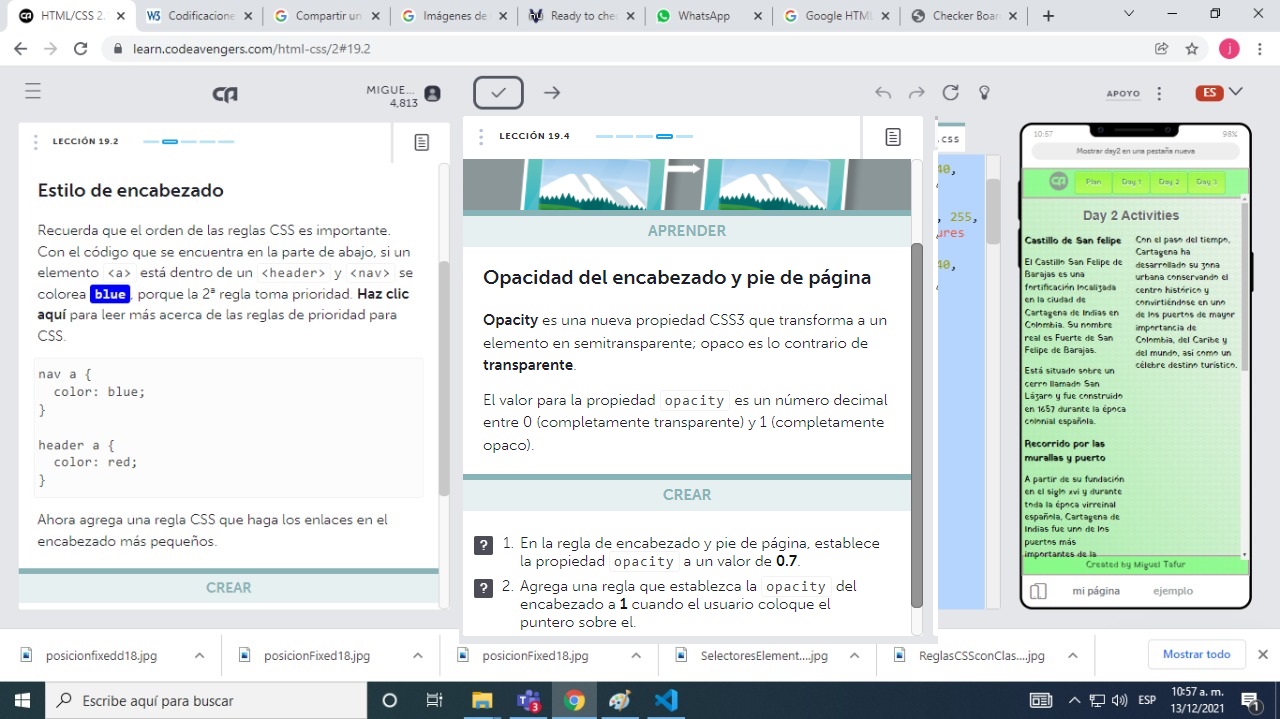 HTML/CSS 2.
Codificacione
Compartir un
Imágenes de
Ready to chec
WhatsApp
Google HTML
Checker Boar
learn.codeavengers.com/html-css/2#19.2
MIGUE...
4,813
APOYO
ES
LECCIÓN 19.2
Estilo de encabezado
Recuerda que el orden de las reglas CSS es importante.
Con el código que se encuentra en la parte de abajo, si un
elemento <a> está dentro de un <header> y <nav> se
colorea blue, porque la 2ª regla toma prioridad. Haz clic
aquí para leer más acerca de las reglas de prioridad para
CSS.
nav a {
color: blue;
}
header a {
color: red;
}
Ahora agrega una regla CSS que haga los enlaces en el
encabezado más pequeños.
CREAR
LECCIÓN 19.4
APRENDER
Opacidad del encabezado y pie de página
Opacity es una nueva propiedad CSS3 que transforma a un
elemento en semitransparente; opaco es lo contrario de
transparente.
El valor para la propiedad opacity es un número decimal
entre 0 (completamente transparente) y 1 (completamente
opaco).
CREAR
? 1. En la regla de encabezado y pie de página, establece
la propiedad opacity a un valor de 0.7.
? 2. Agrega una regla que establezca la opacity del
encabezado a 1 cuando el usuario coloque el
puntero sobre el.
.css
40,
, 255,
ures
40,
10:57
98%
Mostrar day2 en una pestaña nueva
Plan
Day 1
Day 2
Day 3
Day 2 Activities
Castillo de San felipe
El Castillo San Felipe de
Barajas es una
fortificación localizada
en la ciudad de
Cartagena de Indias en
Colombia. Su nombre
real es Fuerte de San
Felipe de Barajas.
Está situado sobre un
cerro llamado San
Lázaro y fue construido
en 1657 durante la época
colonial española.
Recorrido por las
murallas y puerto
A partir de su fundación
en el siglo xvi y durante
toda la época virreinal
española, Cartagena de
Indias fue uno de los
puertos más
importantes de la
Con el paso del tiempo,
Cartagena ha
desarrollado su zona
urbana conservando el
centro histórico y
convirtiéndose en uno
de los puertos de mayor
importancia de
Colombia, del Caribe y
del mundo, así como un
célebre destino turístico.
Created by Miguel Tafur
mi página
ejemplo
posicionfixedd18.jpg
posicionFixed18.jpg
posicionFixed18.jpg
SelectoresElement....jpg
ReglasCSSconClas....jpg
Mostrar todo
Escribe aquí para buscar
3
ESP
10:57 a. m.
13/12/2021
1